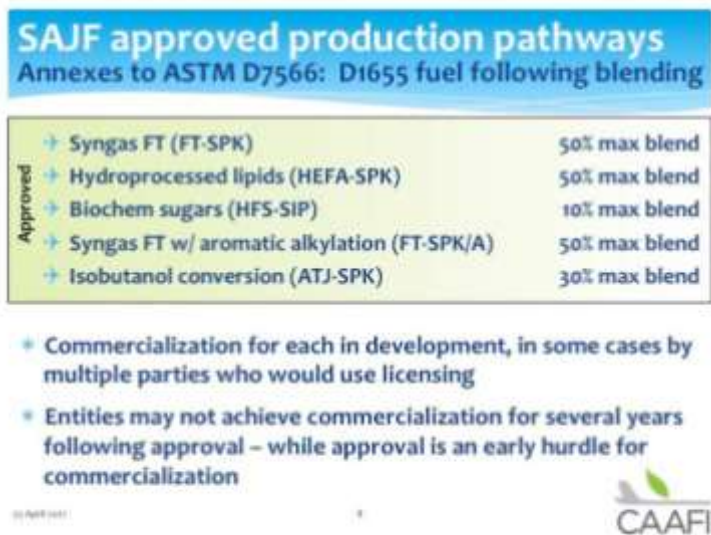 SAJF approved production pathways
Annexes to ASTM D7566: D1655 fuel following blending
Approved
Syngas FT (FT-SPK) 50% max blend
Hydroprocessed lipids (HEFA-SPK) 50% max blend
Biochem sugars (HFS-SIP) 10% max blend
Syngas FT w/ aromatic alkylation (FT-SPK/A) 50% max blend
Isobutanol conversion (ATJ-SPK) 30% max blend
Commercialization for each in development, in some cases by
multiple parties who would use licensing
Entities may not achieve commercialization for several years
following approval – while approval is an early hurdle for
commercialization
April
CAAFI